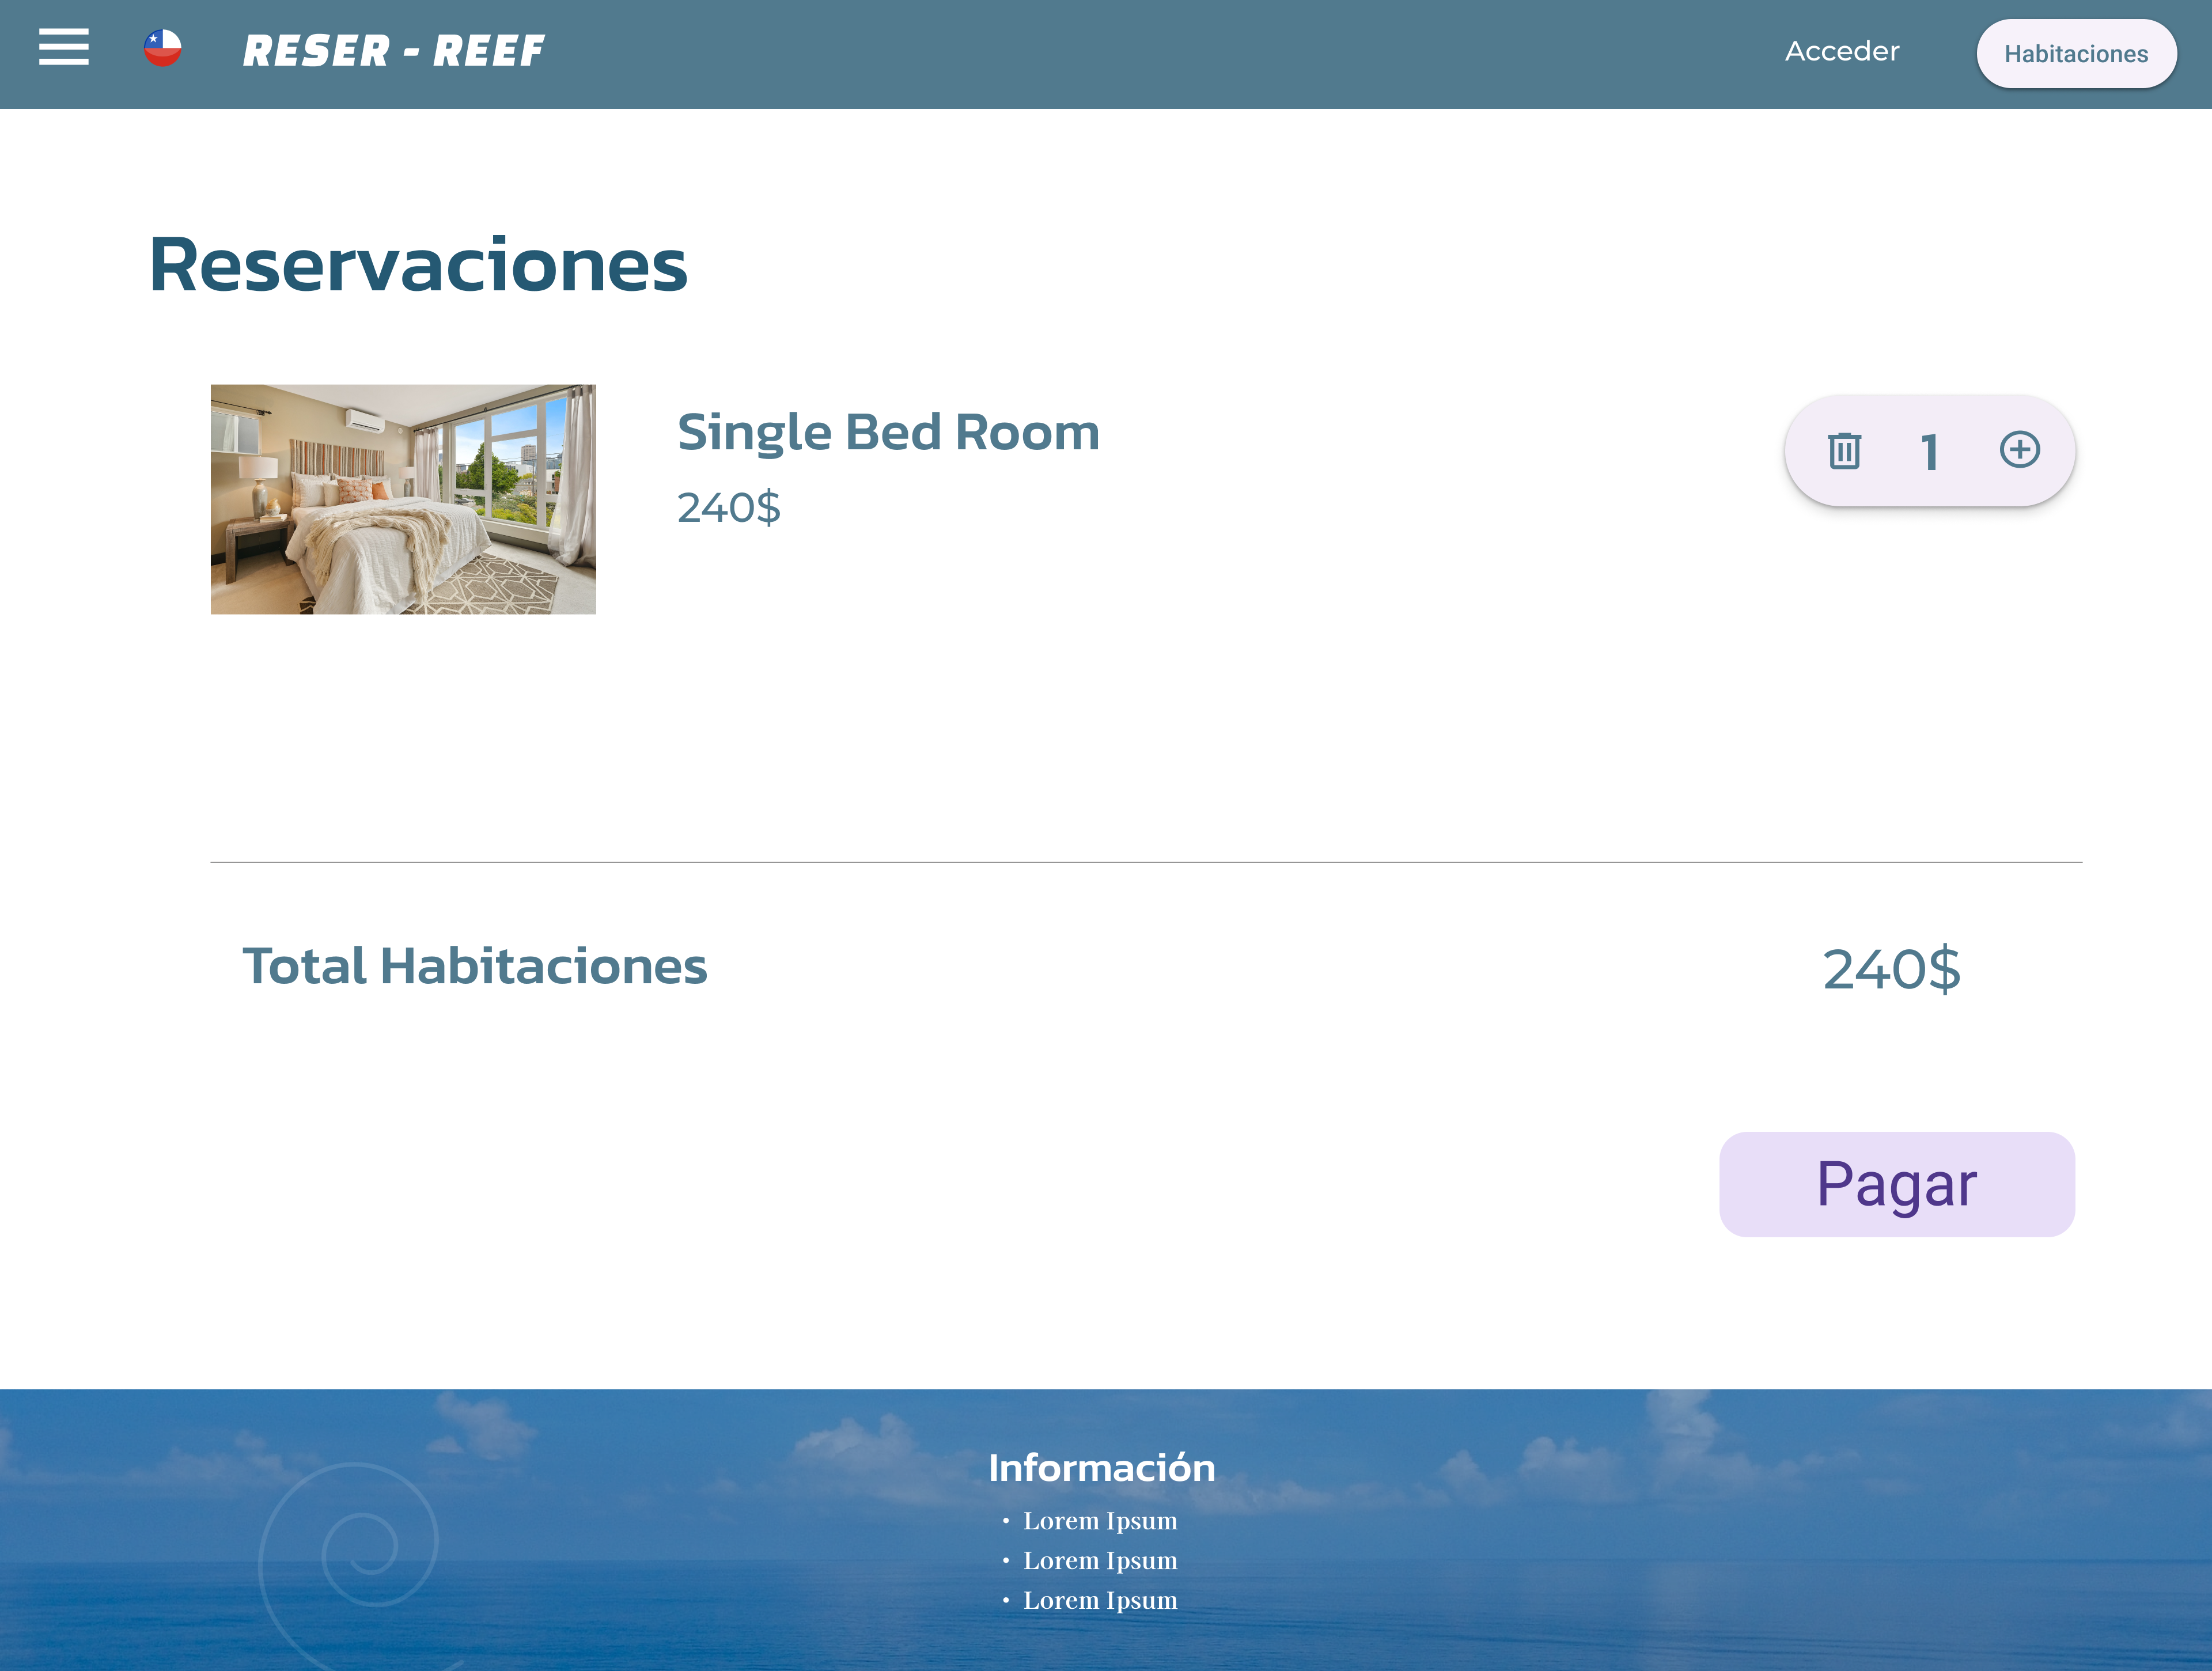 RESER - REEF
Acceder
Habitaciones
Reservaciones
Single Bed Room
1
240$
Total Habitaciones
240$
Pagar
Información
• Lorem Ipsum
• Lorem Ipsum
• Lorem Ipsum